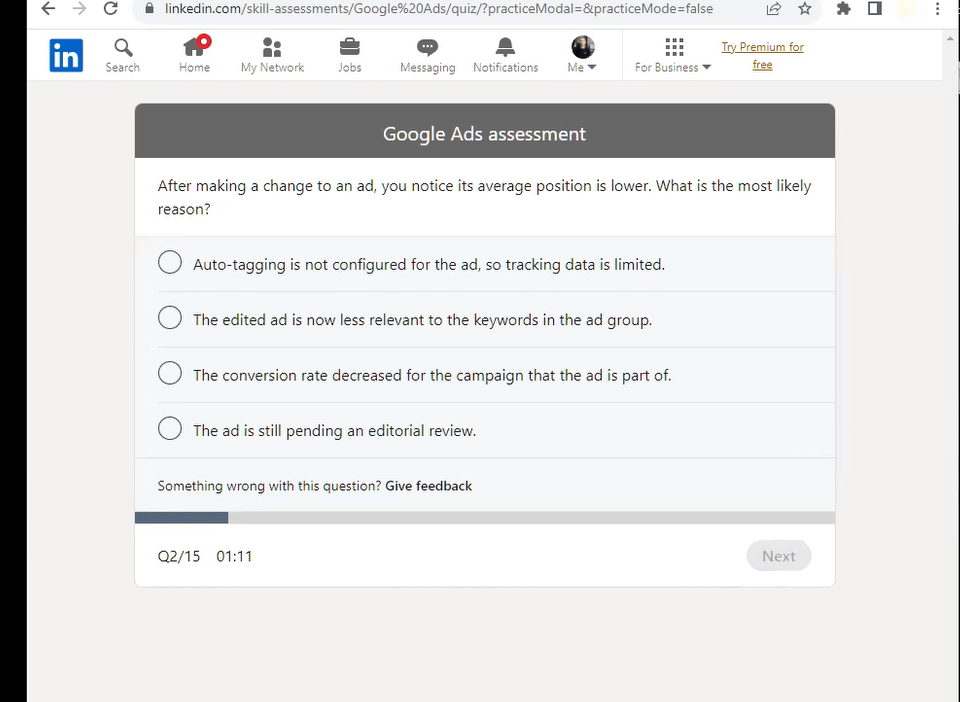 linkedin.com/skill-assessments/Google%20Ads/quiz/?practiceModal=&practiceMode=false
in
Search
Home
My Network
Jobs
Messaging
Notifications
Me
For Business
Try Premium for
free
Google Ads assessment
After making a change to an ad, you notice its average position is lower. What is the most likely
reason?
Auto-tagging is not configured for the ad, so tracking data is limited.
The edited ad is now less relevant to the keywords in the ad group.
The conversion rate decreased for the campaign that the ad is part of.
The ad is still pending an editorial review.
Something wrong with this question? Give feedback
Q2/15 01:11
Next